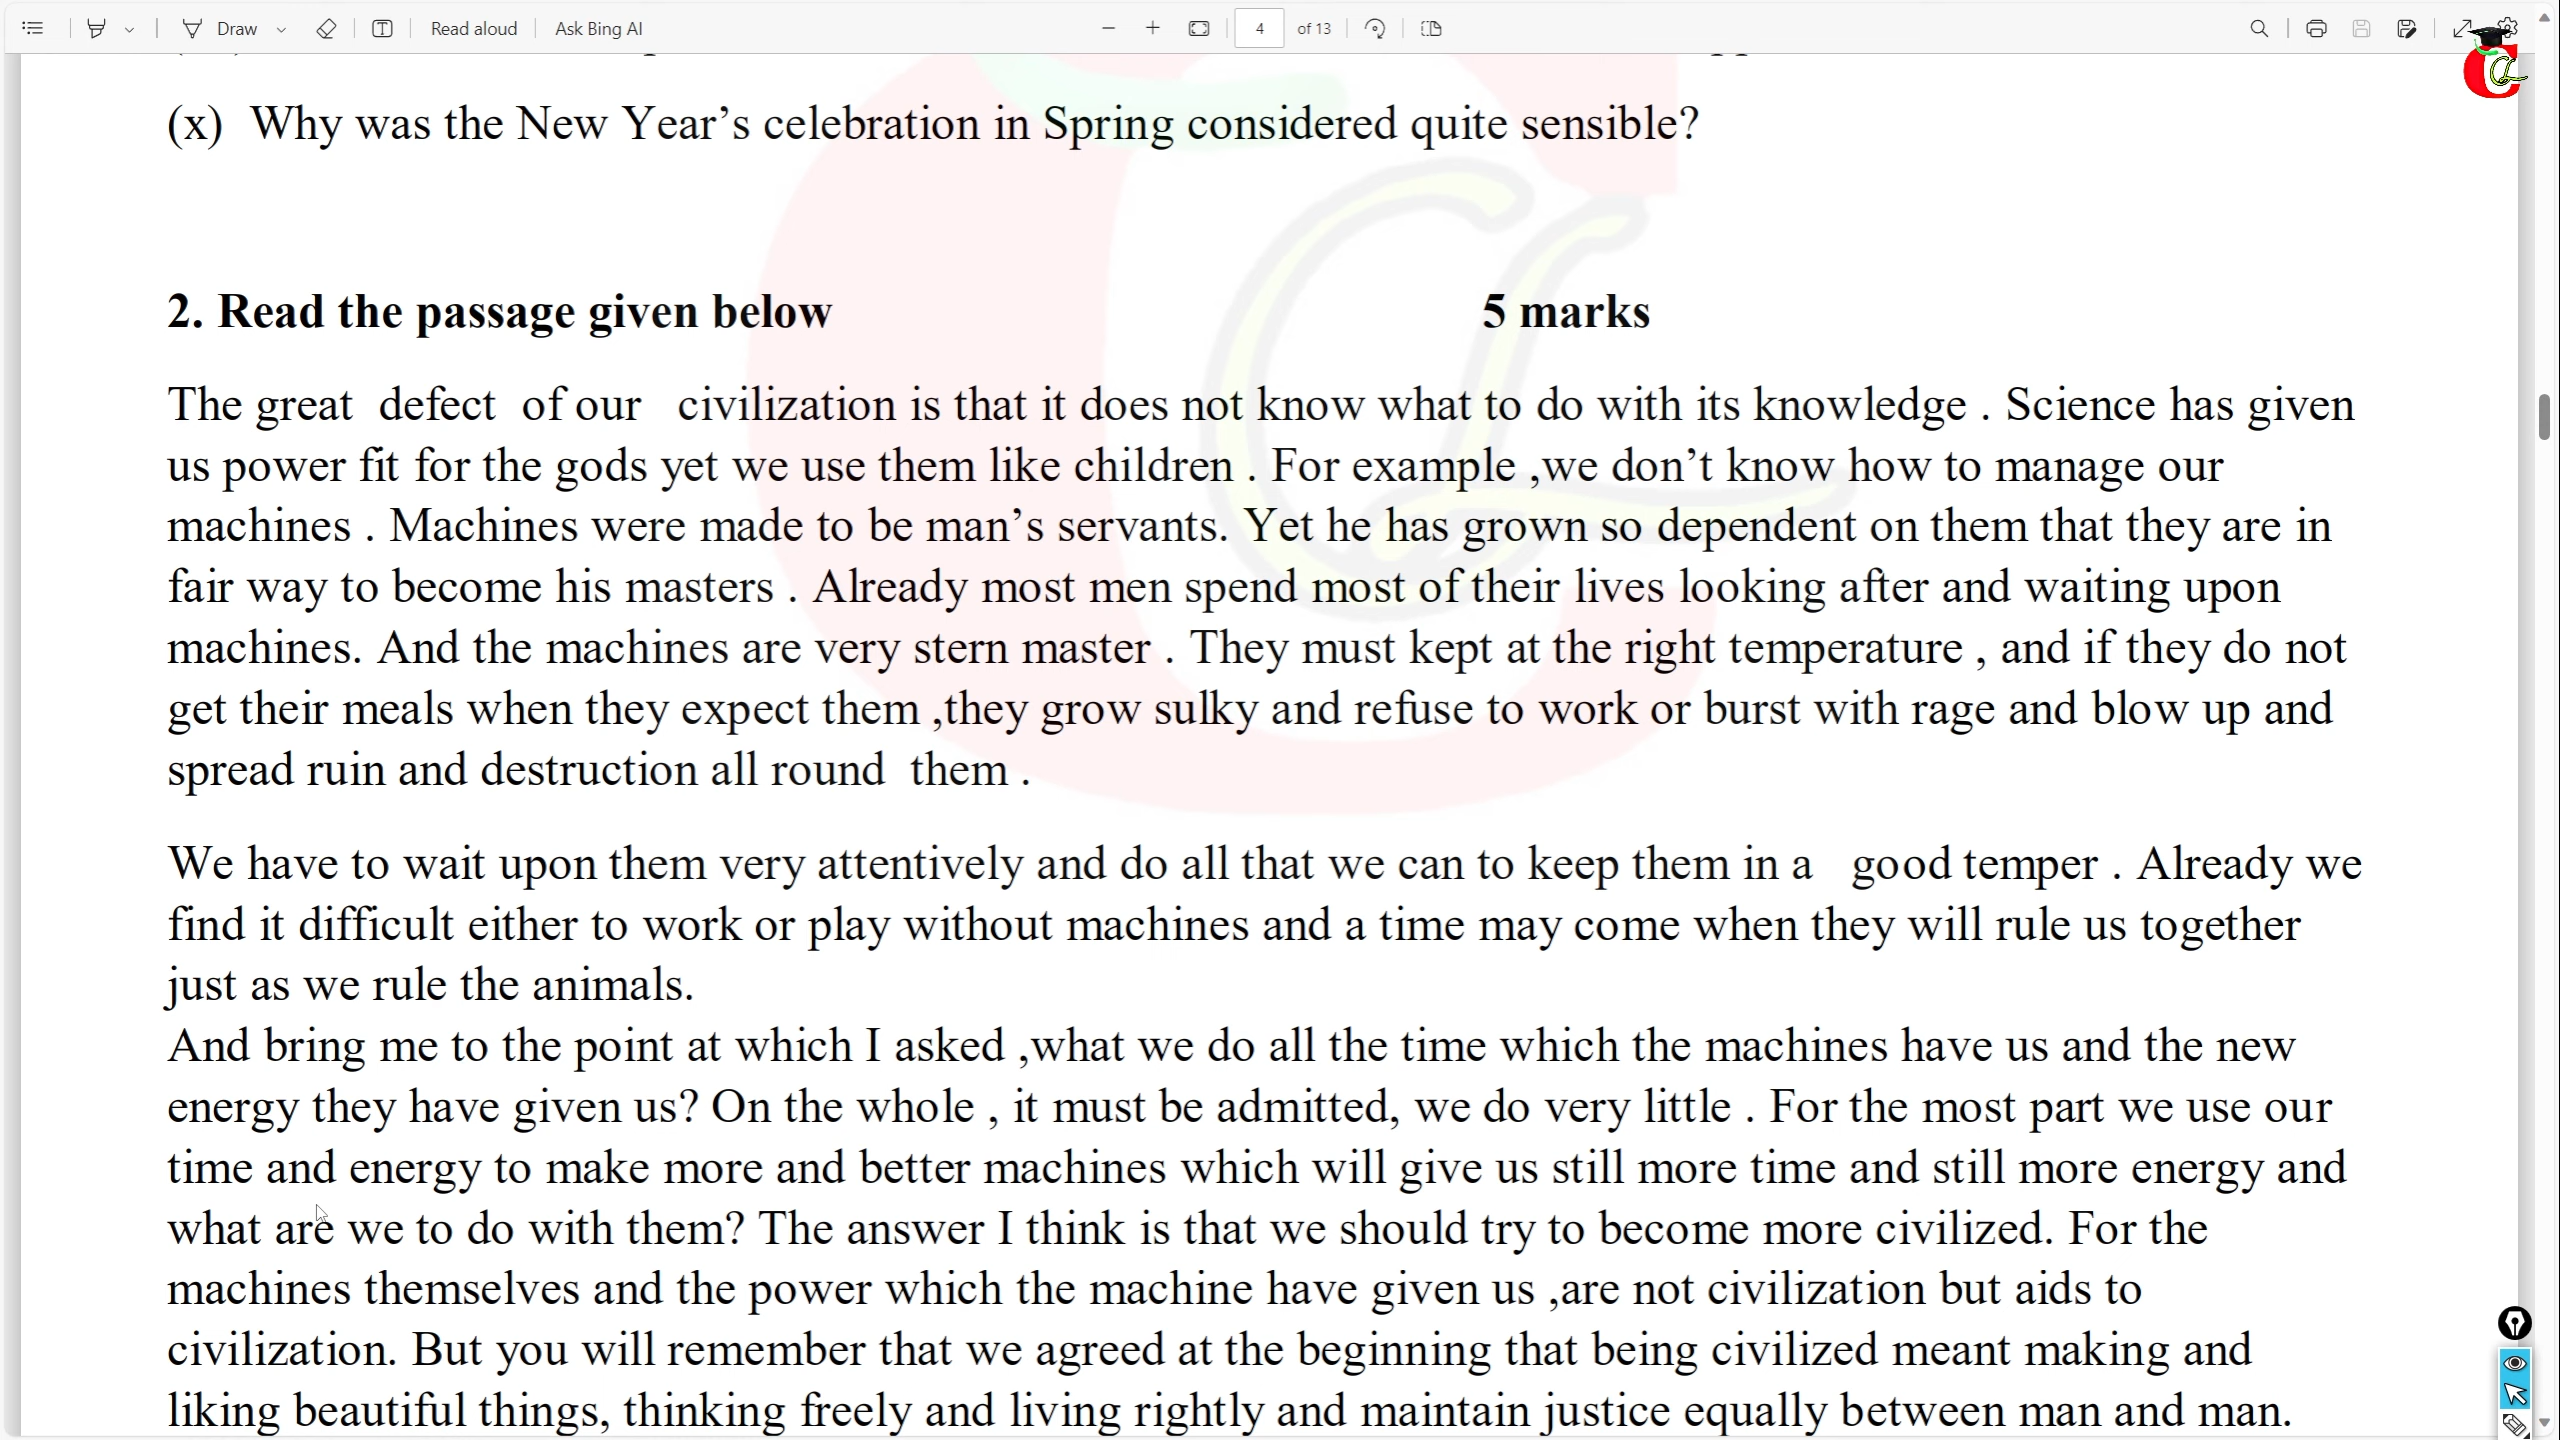 Draw
Read aloud
Ask Bing AI
4
of 13
(x) Why was the New Year’s celebration in Spring considered quite sensible?
2. Read the passage given below 5 marks
The great defect of our civilization is that it does not know what to do with its knowledge . Science has given
us power fit for the gods yet we use them like children . For example ,we don’t know how to manage our
machines . Machines were made to be man’s servants. Yet he has grown so dependent on them that they are in
fair way to become his masters . Already most men spend most of their lives looking after and waiting upon
machines. And the machines are very stern master . They must kept at the right temperature , and if they do not
get their meals when they expect them ,they grow sulky and refuse to work or burst with rage and blow up and
spread ruin and destruction all round them .
We have to wait upon them very attentively and do all that we can to keep them in a good temper . Already we
find it difficult either to work or play without machines and a time may come when they will rule us together
just as we rule the animals.
And bring me to the point at which I asked ,what we do all the time which the machines have us and the new
energy they have given us? On the whole , it must be admitted, we do very little . For the most part we use our
time and energy to make more and better machines which will give us still more time and still more energy and
what are we to do with them? The answer I think is that we should try to become more civilized. For the
machines themselves and the power which the machine have given us ,are not civilization but aids to
civilization. But you will remember that we agreed at the beginning that being civilized meant making and
liking beautiful things, thinking freely and living rightly and maintain justice equally between man and man.